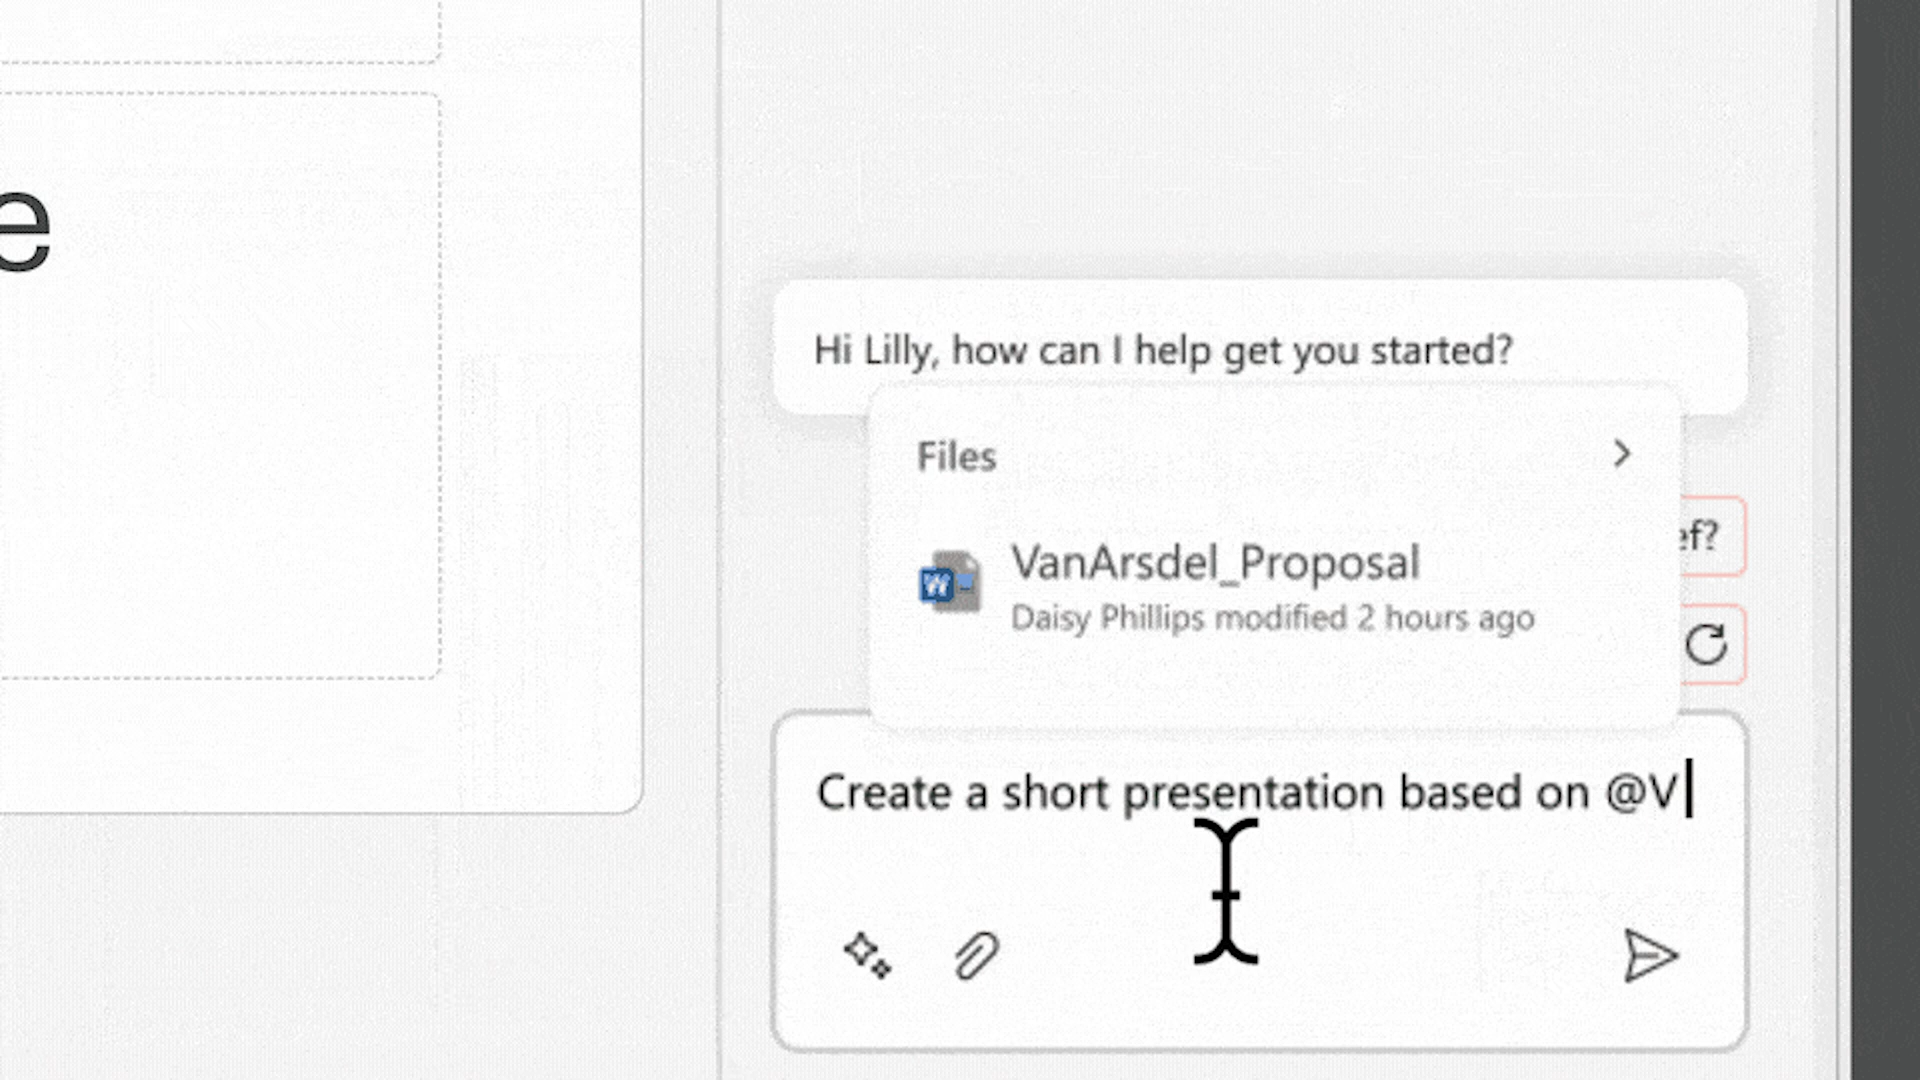 e
Hi Lilly, how can I help get you started?
Files
VanArsdel_Proposal
Daisy Phillips modified 2 hours ago
ef?
Create a short presentation based on @V